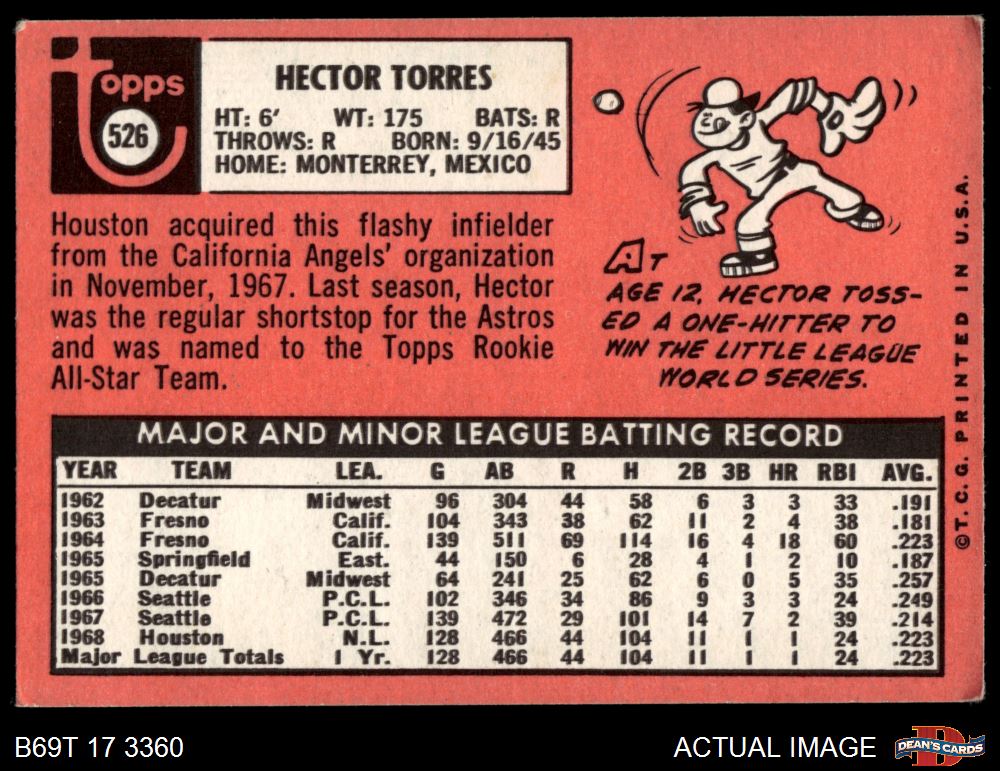 Topps
526
HECTOR TORRES
HT: 6' WT: 175 BATS: R
THROWS: R BORN: 9/16/45
HOME: MONTERREY, MEXICO
Houston acquired this flashy infielder
from the California Angels' organization
in November, 1967. Last season, Hector
was the regular shortstop for the Astros
and was named to the Topps Rookie
All-Star Team.
AT
AGE 12, HECTOR TOSS-
ED A ONE-HITTER TO
WIN THE LITTLE LEAGUE
WORLD SERIES.
MAJOR AND MINOR LEAGUE BATTING RECORD
YEAR TEAM LEA. G AB R H 2B 3B HR RBI AVG.
1962 Decatur Midwest 96 304 44 58 6 3 3 33 .191
1963 Fresno Calif. 104 343 38 62 11 2 4 38 .181
1964 Fresno Calif. 139 511 69 114 16 4 18 60 .223
1965 Springfield East. 44 150 6 28 4 1 2 10 .187
1965 Decatur Midwest 64 241 25 62 6 0 5 35 .257
1966 Seattle P.C.L. 102 346 34 86 9 3 3 24 .249
1967 Seattle P.C.L. 139 472 29 101 14 7 2 39 .214
1968 Houston N.L. 128 466 44 104 11 1 1 24 .223
Major League Totals 1 Yr. 128 466 44 104 11 1 1 24 .223
©T.C.G. PRINTED IN U.S.A.
B69T 17 3360
ACTUAL IMAGE
DEAN'S CARDS